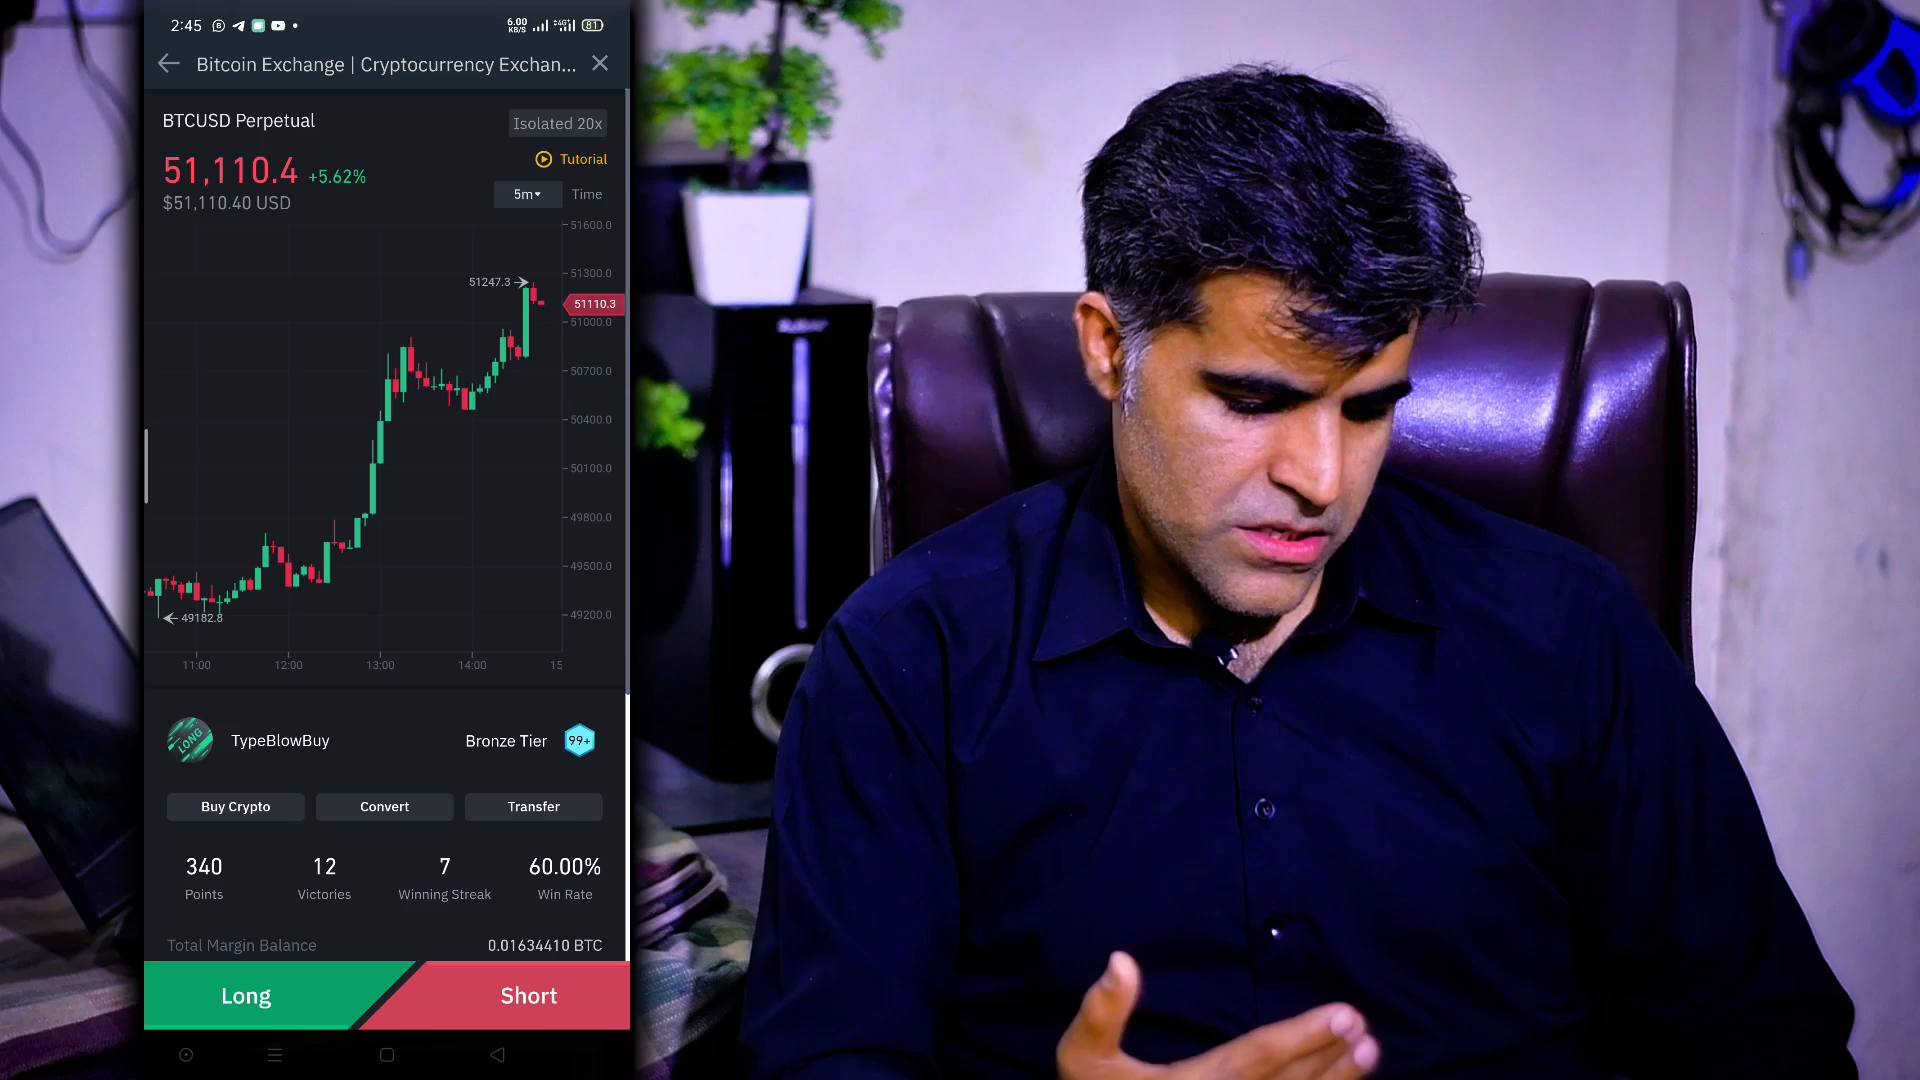 2:45
6.00 KB/S 4G+ 81
Bitcoin Exchange | Cryptocurrency Exchan...
BTCUSD Perpetual
Isolated 20x
51,110.4 +5.62%
Tutorial
$51,110.40 USD
5m
Time
51600.0
51300.0
51247.3
51110.3
51000.0
50700.0
50400.0
50100.0
49800.0
49500.0
49200.0
49182.8
11:00 12:00 13:00 14:00 15
LONG
TypeBlowBuy
Bronze Tier
99+
Buy Crypto Convert Transfer
340 12 7 60.00%
Points Victories Winning Streak Win Rate
Total Margin Balance 0.01634410 BTC
Long Short